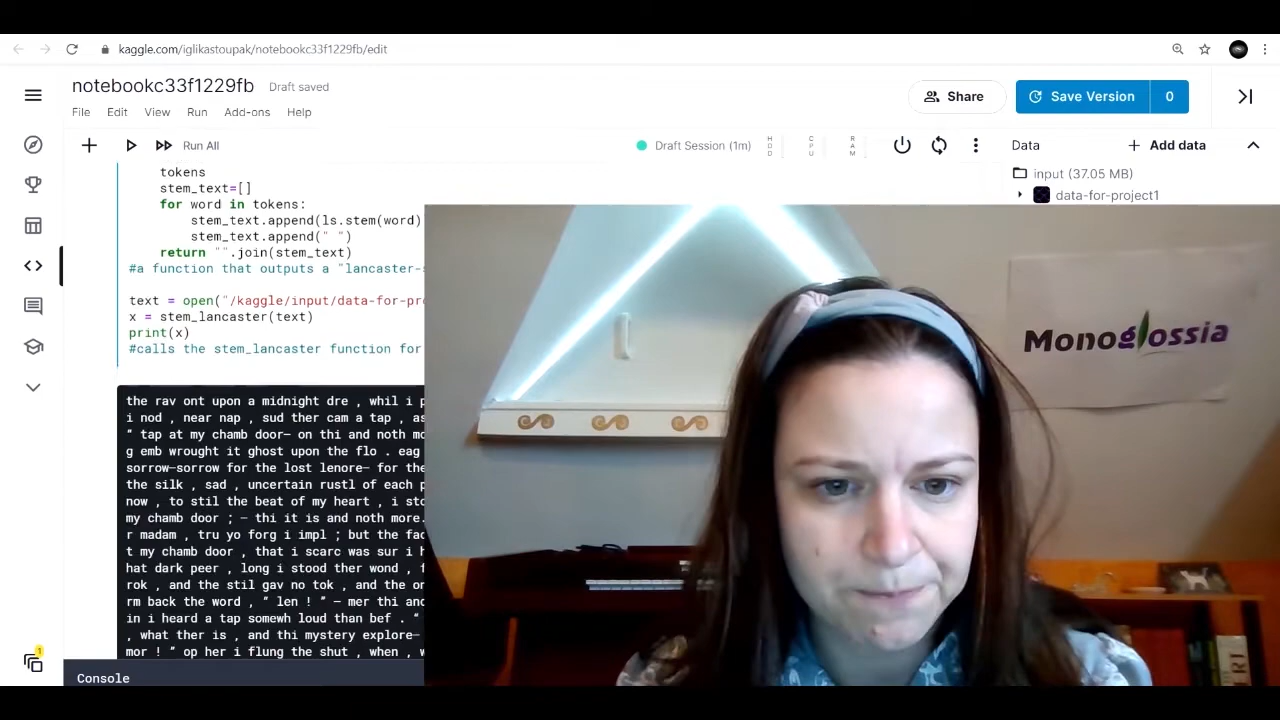 kaggle.com/iglikastoupak/notebookc33f1229fb/edit
notebookc33f1229fb Draft saved
File Edit View Run Add-ons Help
Share
Save Version 0
Run All
Draft Session (1m)
HDD
CPU
RAM
Data
Add data
input (37.05 MB)
data-for-project1
tokens
stem_text=[]
for word in tokens:
stem_text.append(ls.stem(word)
stem_text.append(" ")
return "".join(stem_text)
#a function that outputs a "lancaster-s
text = open("/kaggle/input/data-for-pro
x = stem_lancaster(text)
print(x)
#calls the stem_lancaster function for
the rav ont upon a midnight dre , whil i p
i nod , near nap , sud ther cam a tap , as
“ tap at my chamb door— on thi and noth mo
g emb wrought it ghost upon the flo . eag
sorrow—sorrow for the lost lenore— for the
the silk , sad , uncertain rustl of each p
now , to stil the beat of my heart , i sto
my chamb door ; — thi it is and noth more.
r madam , tru yo forg i impl ; but the fac
t my chamb door , that i scarc was sur i h
hat dark peer , long i stood ther wond , f
rok , and the stil gav no tok , and the on
rm back the word , “ len ! ” — mer thi and
in i heard a tap somewh loud than bef . “
, what ther is , and thi mystery explore—
mor ! ” op her i flung the shut , when , w
Console
1
Monoglossia